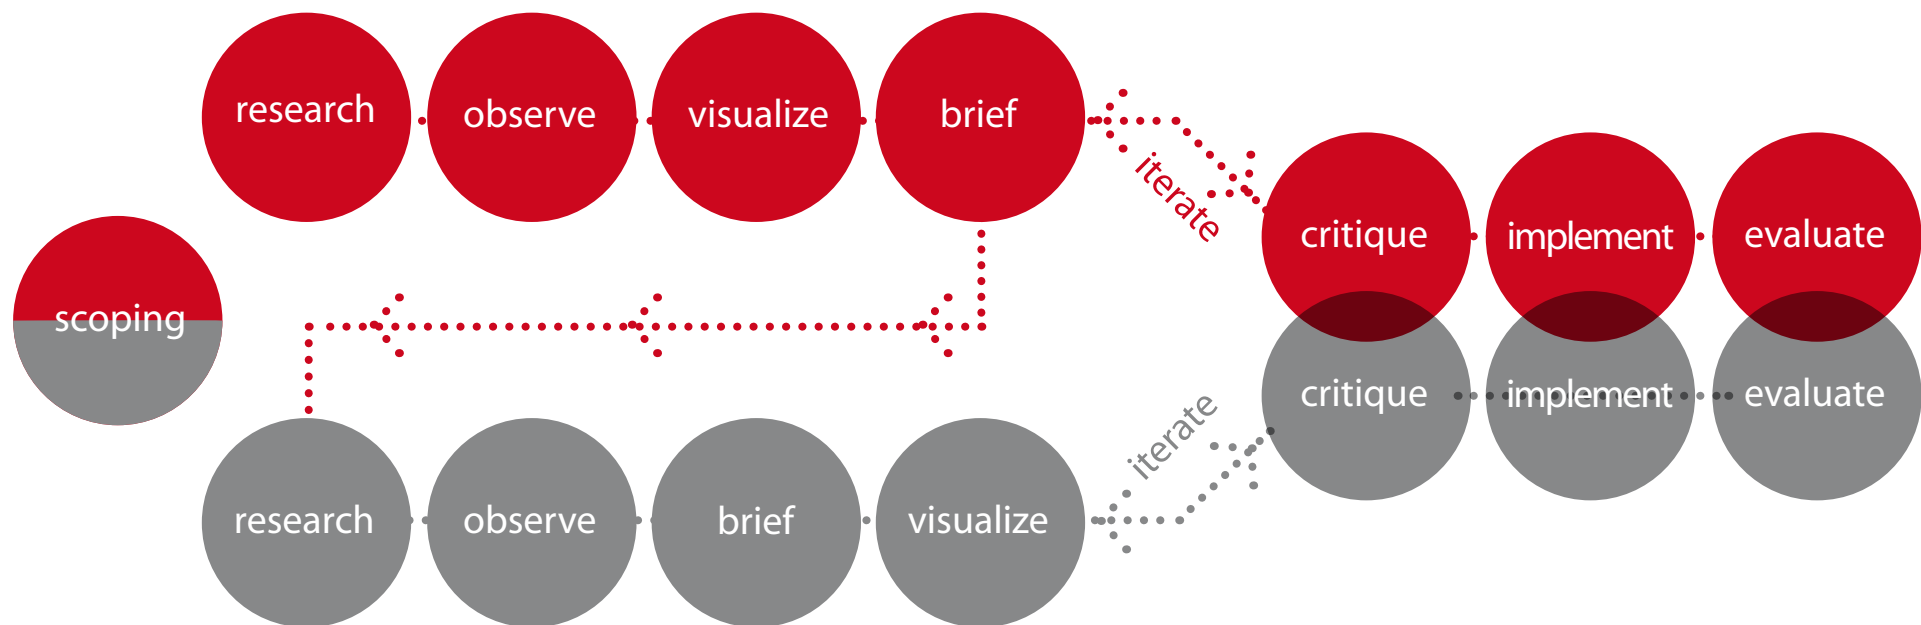 research
observe
visualize
brief
iterate
critique
implement
evaluate
scoping
research
observe
brief
visualize
iterate
critique
implement
evaluate